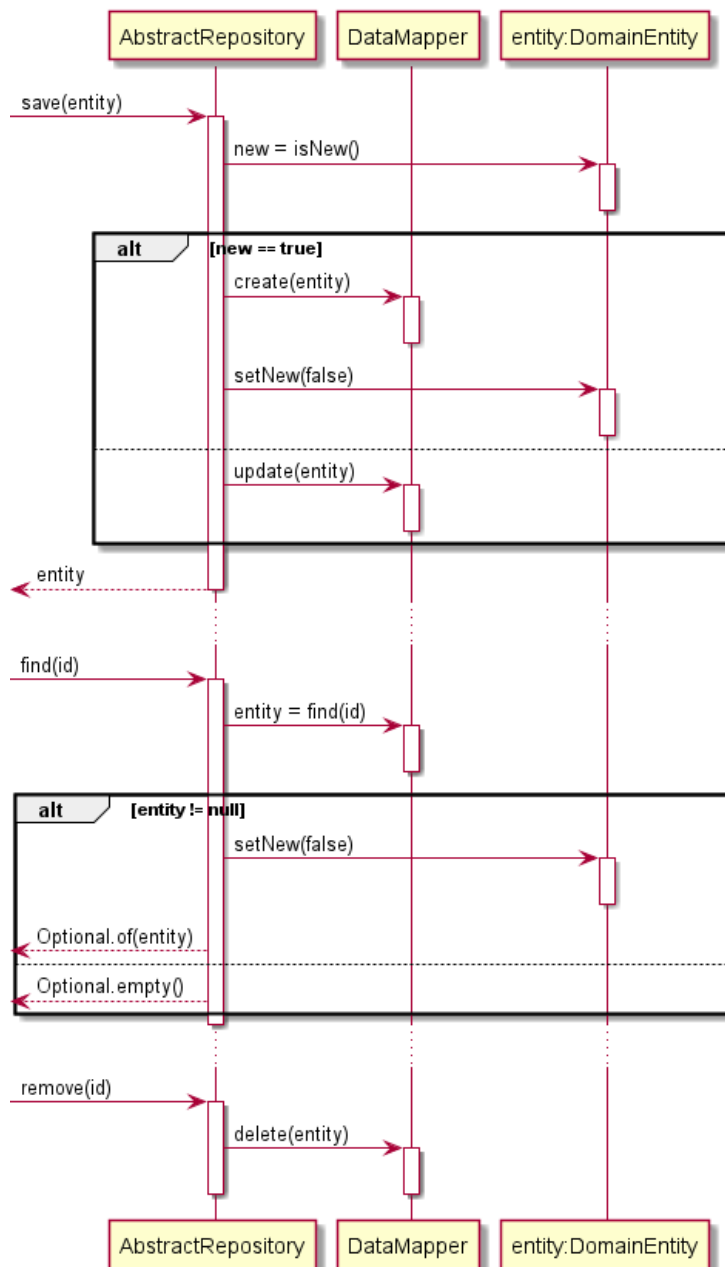 AbstractRepository DataMapper entity:DomainEntity
save(entity)
new = isNew()
alt [new == true]
create(entity)
setNew(false)
update(entity)
entity
find(id)
entity = find(id)
alt [entity != null]
setNew(false)
Optional.of(entity)
Optional.empty()
remove(id)
delete(entity)
AbstractRepository DataMapper entity:DomainEntity